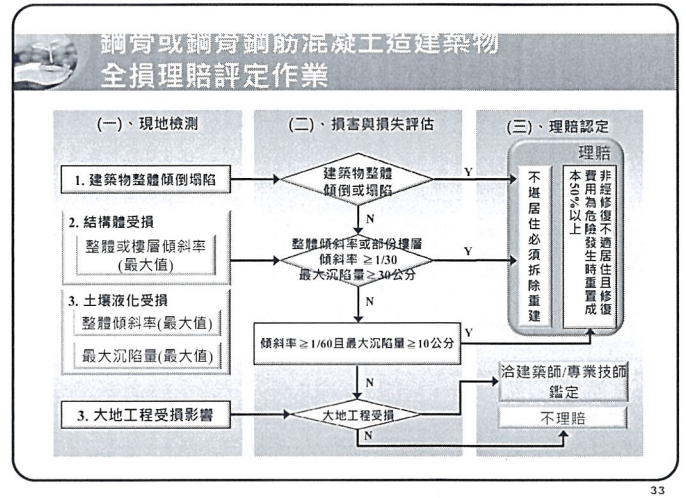 鋼骨或鋼骨鋼筋混凝土造建築物
全損理賠評定作業
(一)、現地檢測
1. 建築物整體傾倒塌陷
2. 結構體受損
整體或樓層傾斜率
(最大值)
3. 土壤液化受損
整體傾斜率(最大值)
最大沉陷量(最大值)
3. 大地工程受損影響
(二)、損害與損失評估
建築物整體
傾倒或塌陷
Y
N
整體傾斜率或部份樓層
傾斜率 ≧1/30
最大沉陷量≧30公分
Y
N
傾斜率≧1/60且最大沉陷量≧10公分
Y
N
大地工程受損
N
(三)、理賠認定
理賠
不堪居住必須拆除重建
非經修復不適居住且修復
費用為危險發生時重置成
本50%以上
洽建築師/專業技師
鑑定
不理賠
33